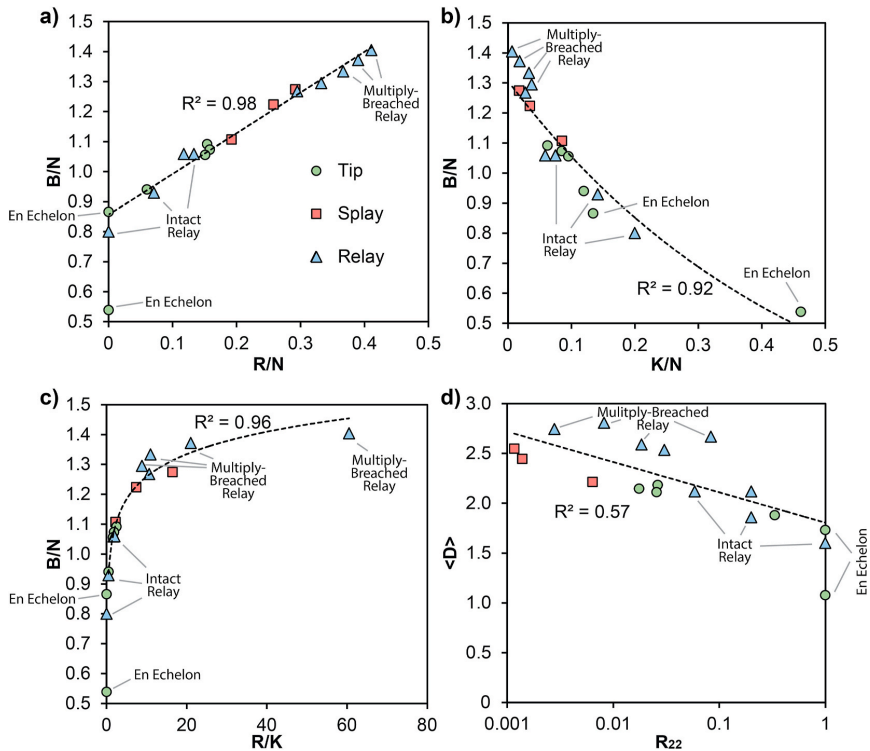 a)
1.5
1.4
1.3
1.2
1.1
1.0
0.9
0.8
0.7
0.6
0.5
B/N
R² = 0.98
Multiply-
Breached
Relay
En Echelon
Intact
Relay
En Echelon
Tip
Splay
Relay
0
0.1
0.2
0.3
0.4
0.5
R/N
b)
1.5
1.4
1.3
1.2
1.1
1.0
0.9
0.8
0.7
0.6
0.5
B/N
Multiply-
Breached
Relay
En Echelon
Intact
Relay
En Echelon
R² = 0.92
0
0.1
0.2
0.3
0.4
0.5
K/N
c)
1.5
1.4
1.3
1.2
1.1
1.0
0.9
0.8
0.7
0.6
0.5
B/N
R² = 0.96
Multiply-
Breached
Relay
Multiply-
Breached
Relay
Intact
Relay
En Echelon
En Echelon
0
20
40
60
80
R/K
d)
3.0
2.5
2.0
1.5
1.0
0.5
0
<D>
Mulitply-Breached
Relay
R² = 0.57
Intact
Relay
En Echelon
0.001
0.01
0.1
1
R₂₂